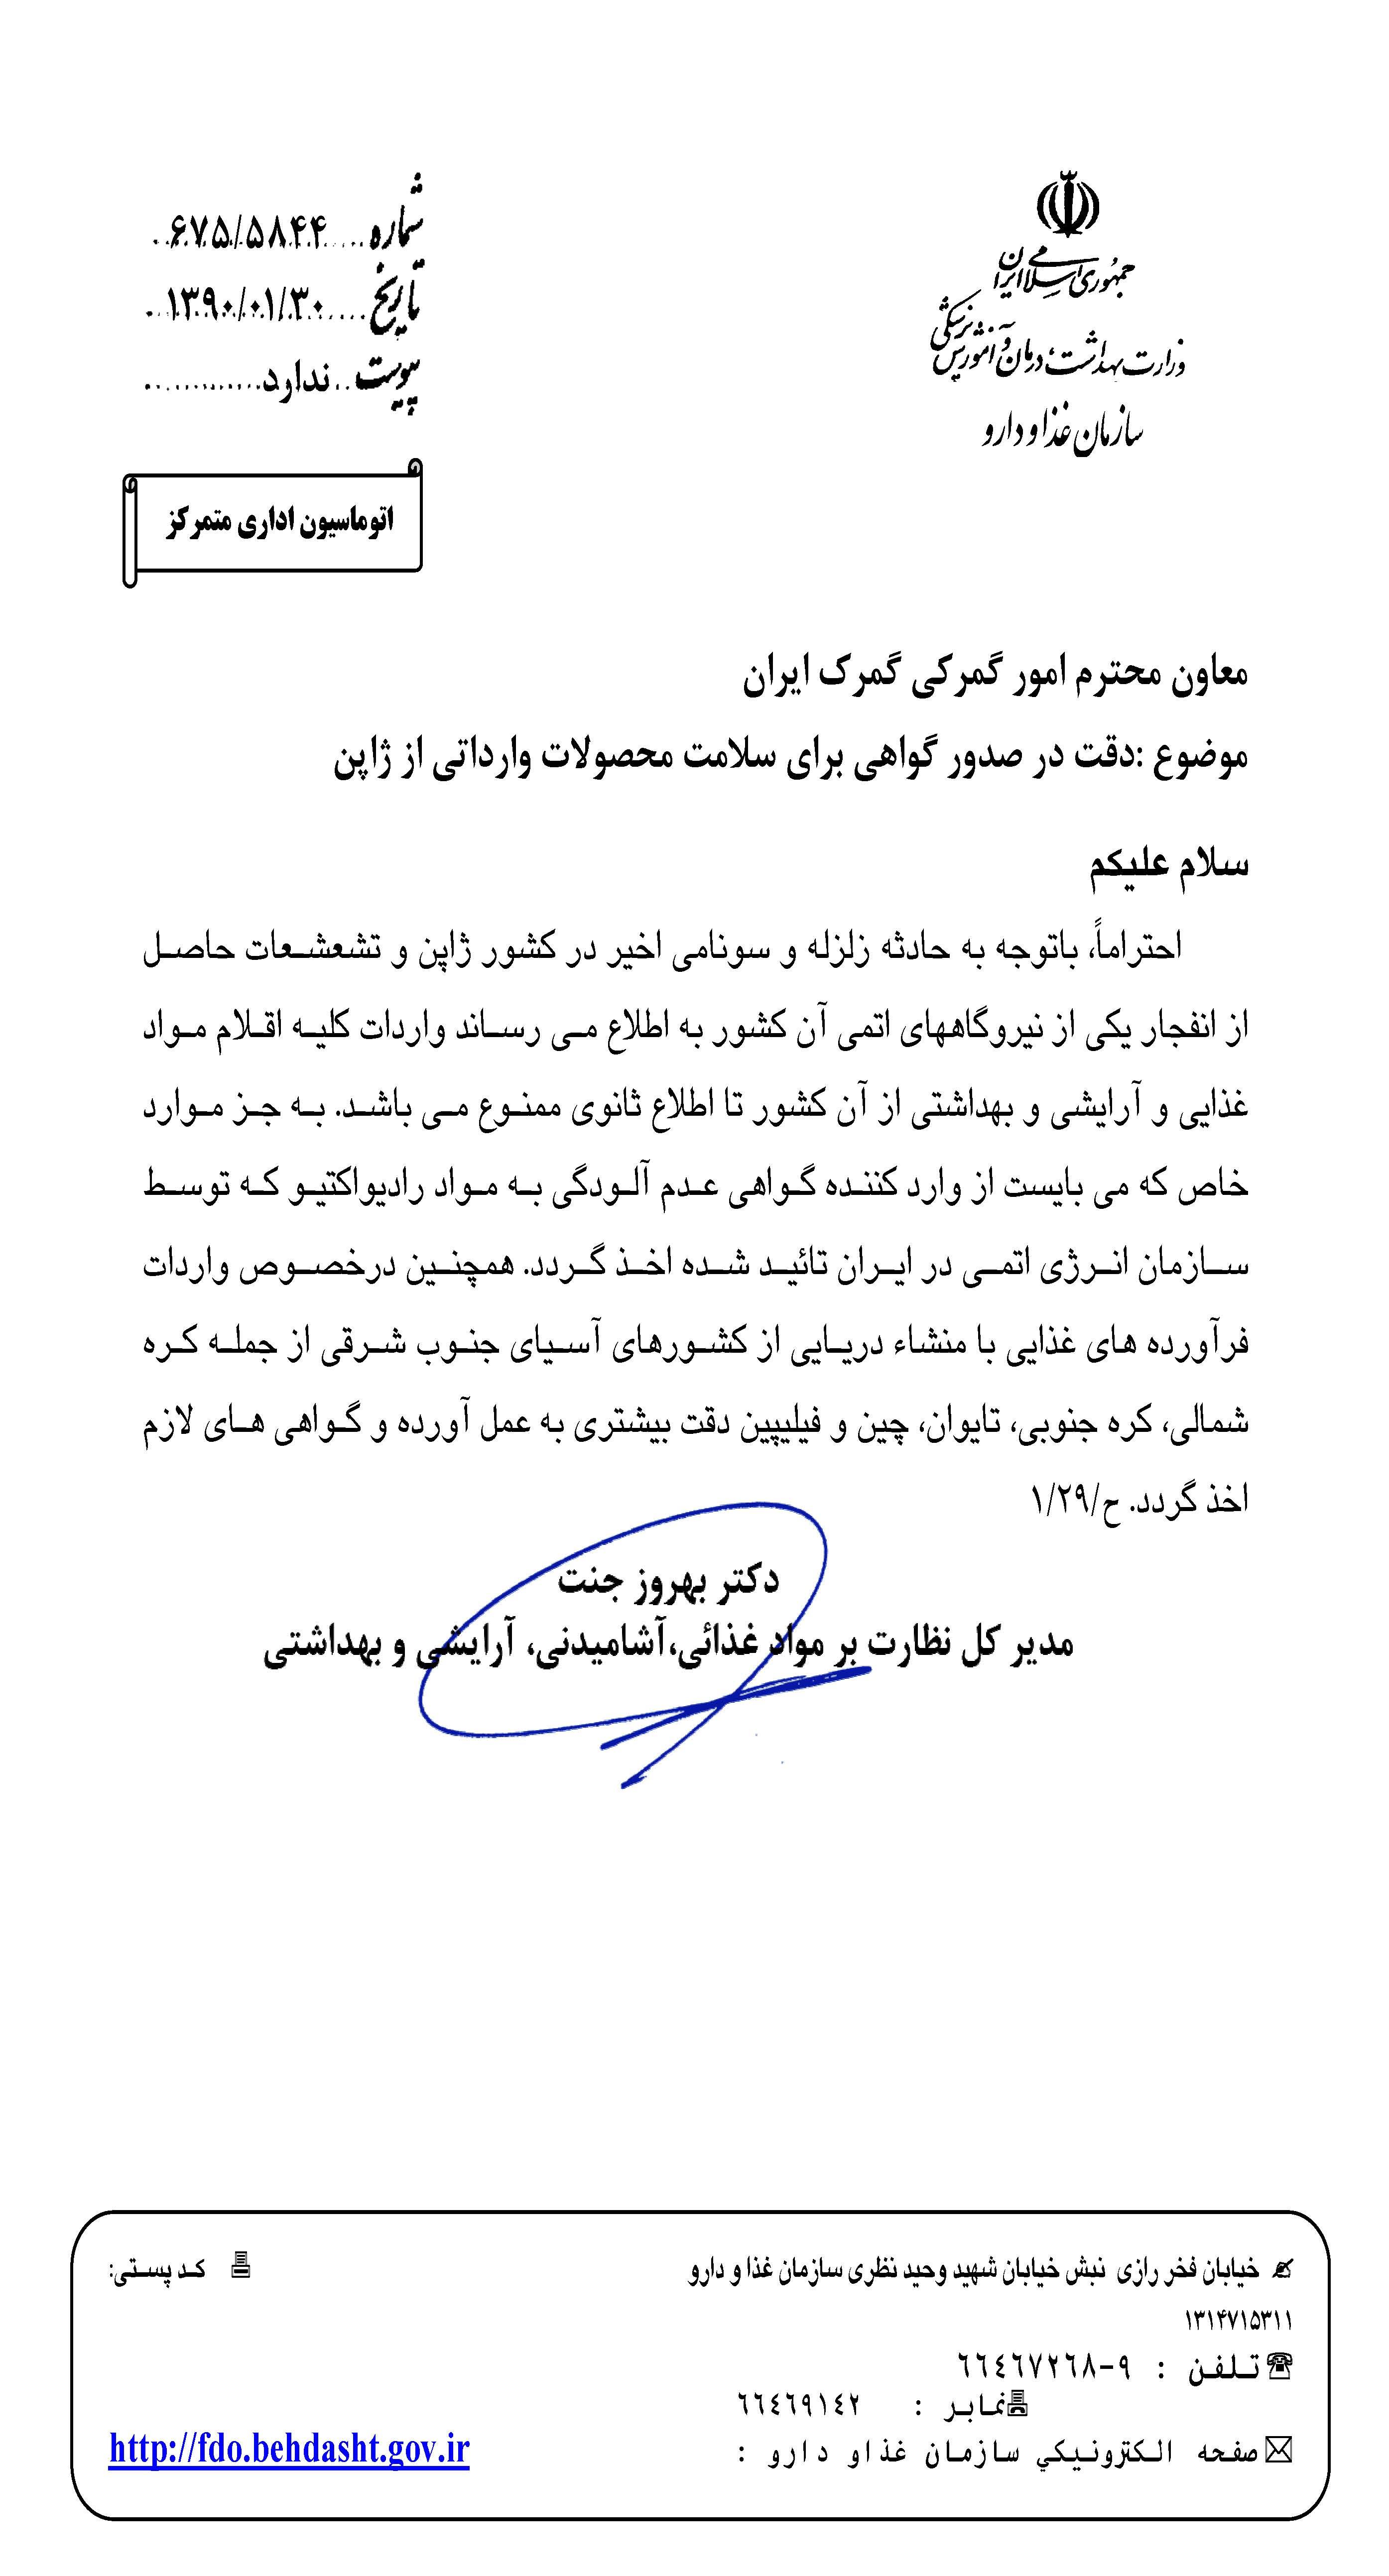 جمهوری اسلامی ایران
وزارت بهداشت، درمان و آموزش پزشکی
سازمان غذا و دارو
شماره.....۶۷۵/۵۸۴۴..
تاریخ.....۱۳۹۰/۰۱/۳۰...
پیوست..ندارد.............
اتوماسیون اداری متمرکز
معاون محترم امور گمرکی گمرک ایران
موضوع :دقت در صدور گواهی برای سلامت محصولات وارداتی از ژاپن
سلام علیکم
احتراماً، باتوجه به حادثه زلزله و سونامی اخیر در کشور ژاپن و تشعشعات حاصل
از انفجار یکی از نیروگاههای اتمی آن کشور به اطلاع می رساند واردات کلیه اقلام مواد
غذایی و آرایشی و بهداشتی از آن کشور تا اطلاع ثانوی ممنوع می باشد. به جز موارد
خاص که می بایست از وارد کننده گواهی عدم آلودگی به مواد رادیواکتیو که توسط
سازمان انرژی اتمی در ایران تائید شده اخذ گردد. همچنین درخصوص واردات
فرآورده های غذایی با منشاء دریایی از کشورهای آسیای جنوب شرقی از جمله کره
شمالی، کره جنوبی، تایوان، چین و فیلیپین دقت بیشتری به عمل آورده و گواهی های لازم
اخذ گردد. ح/۱/۲۹
دکتر بهروز جنت
مدیر کل نظارت بر مواد غذائی،آشامیدنی، آرایشی و بهداشتی
خیابان فخر رازی نبش خیابان شهید وحید نظری سازمان غذا و دارو کد پستی:
۱۳۱۴۷۱۵۳۱۱
تلفن : ۶۶۴۶۷۲۶۸-۹
نمابر : ۶۶۴۶۹۱۴۲
صفحه الکترونیکي سازمان غذاو دارو : http://fdo.behdasht.gov.ir